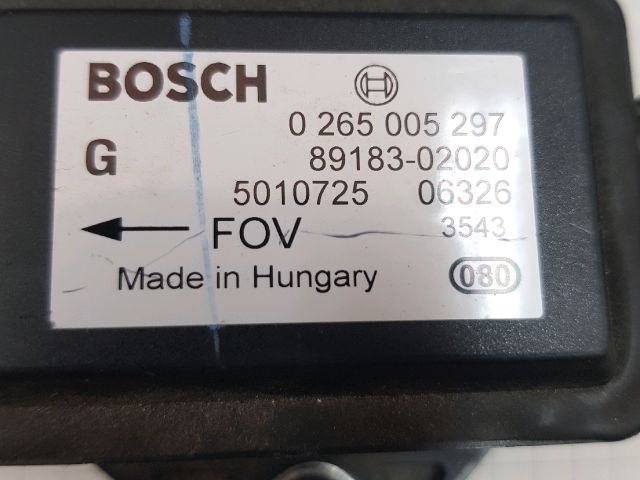 BOSCH
0 265 005 297
G 89183-02020
5010725 06326
FOV 3543
Made in Hungary 080